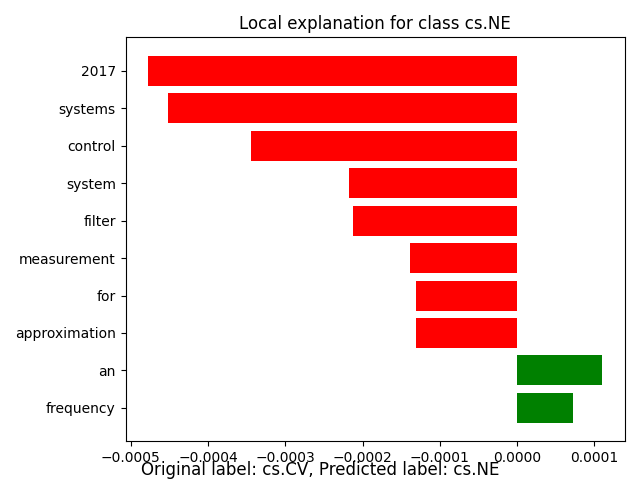 Local explanation for class cs.NE
2017
systems
control
system
filter
measurement
for
approximation
an
frequency
−0.0005 −0.0004 −0.0003 −0.0002 −0.0001 0.0000 0.0001
Original label: cs.CV, Predicted label: cs.NE